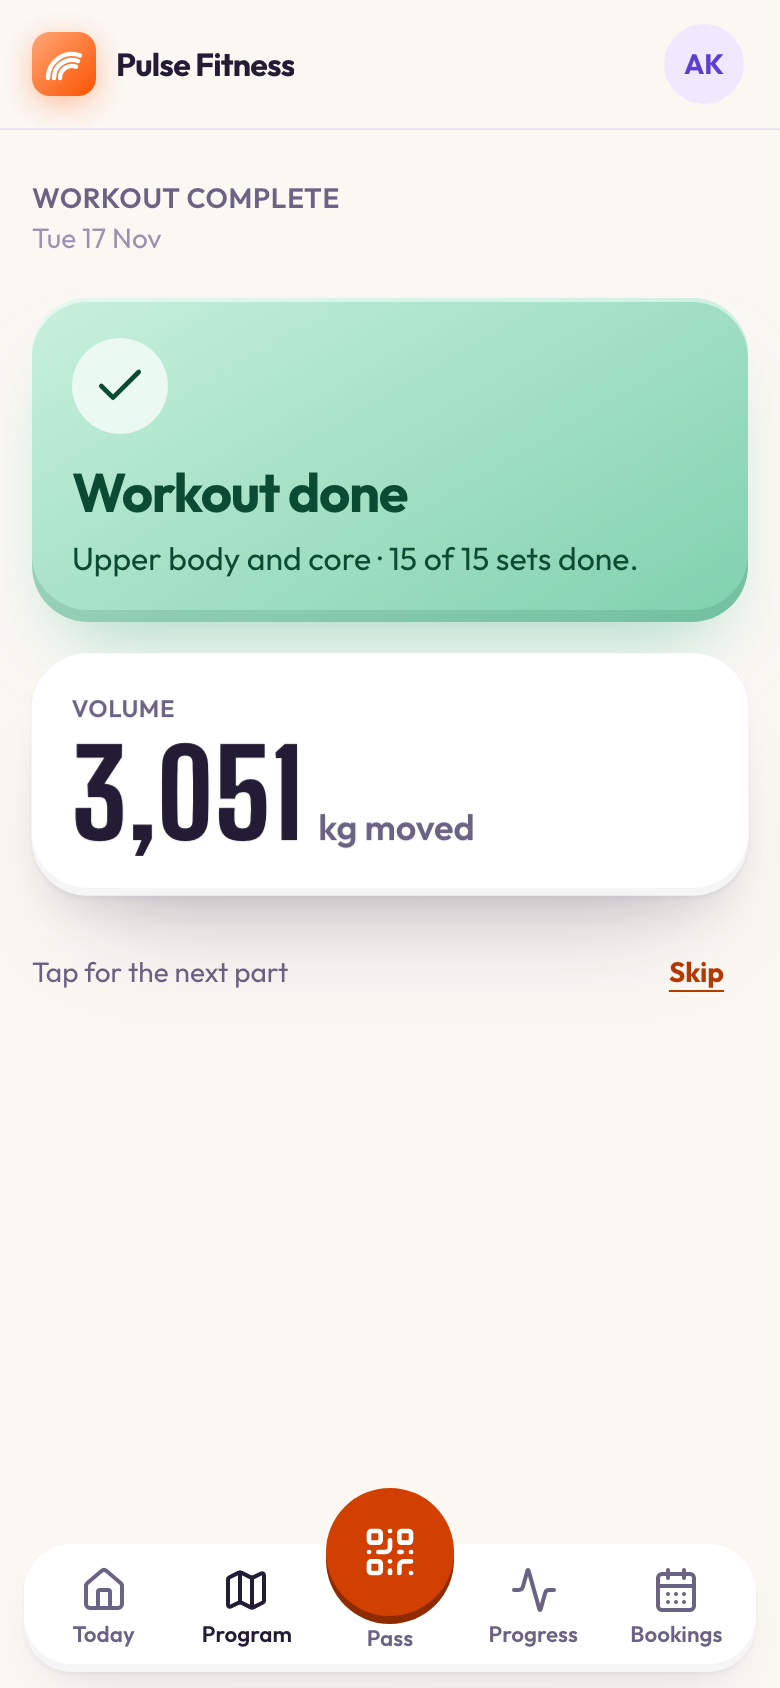 Pulse Fitness
AK
WORKOUT COMPLETE
Tue 17 Nov
Workout done
Upper body and core · 15 of 15 sets done.
VOLUME
3,051 kg moved
Tap for the next part
Skip
Today
Program
Pass
Progress
Bookings